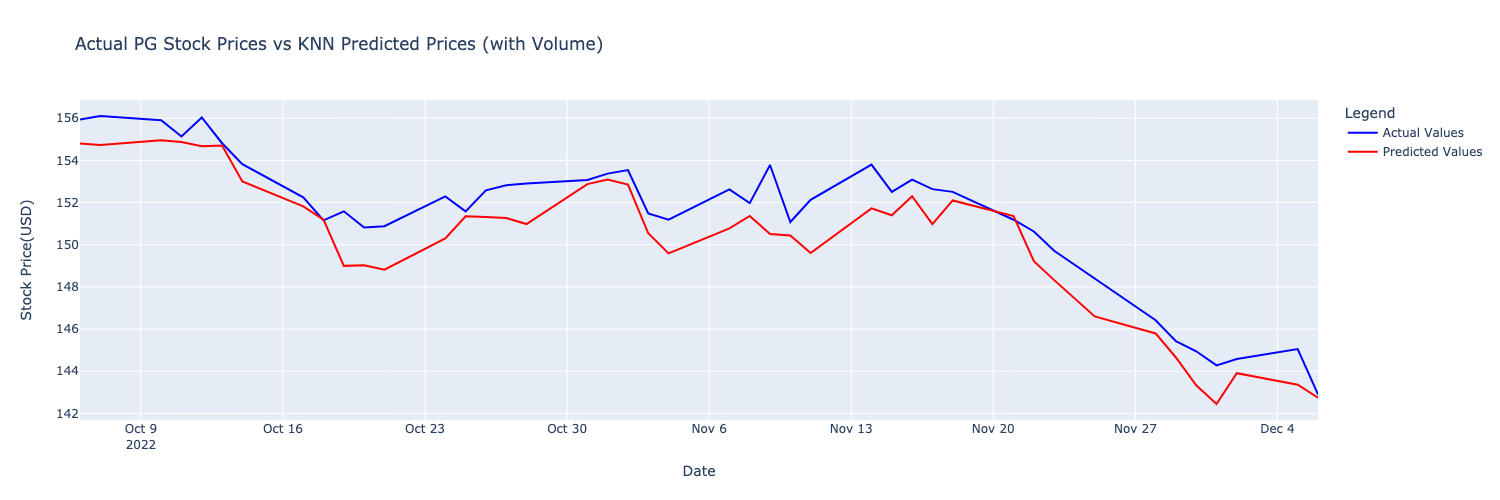 Actual PG Stock Prices vs KNN Predicted Prices (with Volume)
Legend
Actual Values
Predicted Values
Stock Price(USD)
156
154
152
150
148
146
144
142
Oct 9
2022
Oct 16
Oct 23
Oct 30
Nov 6
Nov 13
Nov 20
Nov 27
Dec 4
Date